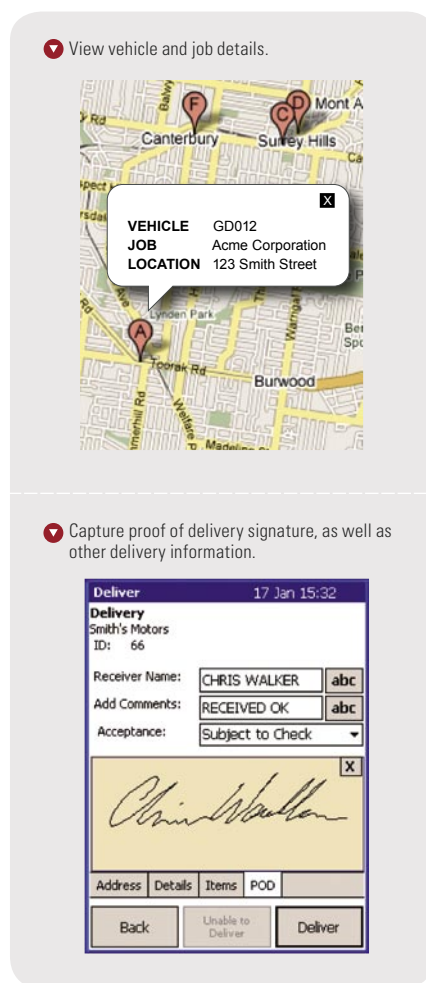 View vehicle and job details.
F
C
D
Mont A
Canterbury
Surrey Hills
X
VEHICLE GD012
JOB Acme Corporation
LOCATION 123 Smith Street
Lynden Park
A
Toorak Rd
Burwood
Capture proof of delivery signature, as well as
other delivery information.
Deliver 17 Jan 15:32
Delivery
Smith's Motors
ID: 66
Receiver Name: CHRIS WALKER abc
Add Comments: RECEIVED OK abc
Acceptance: Subject to Check
X
Address Details Items POD
Back Unable to Deliver Deliver